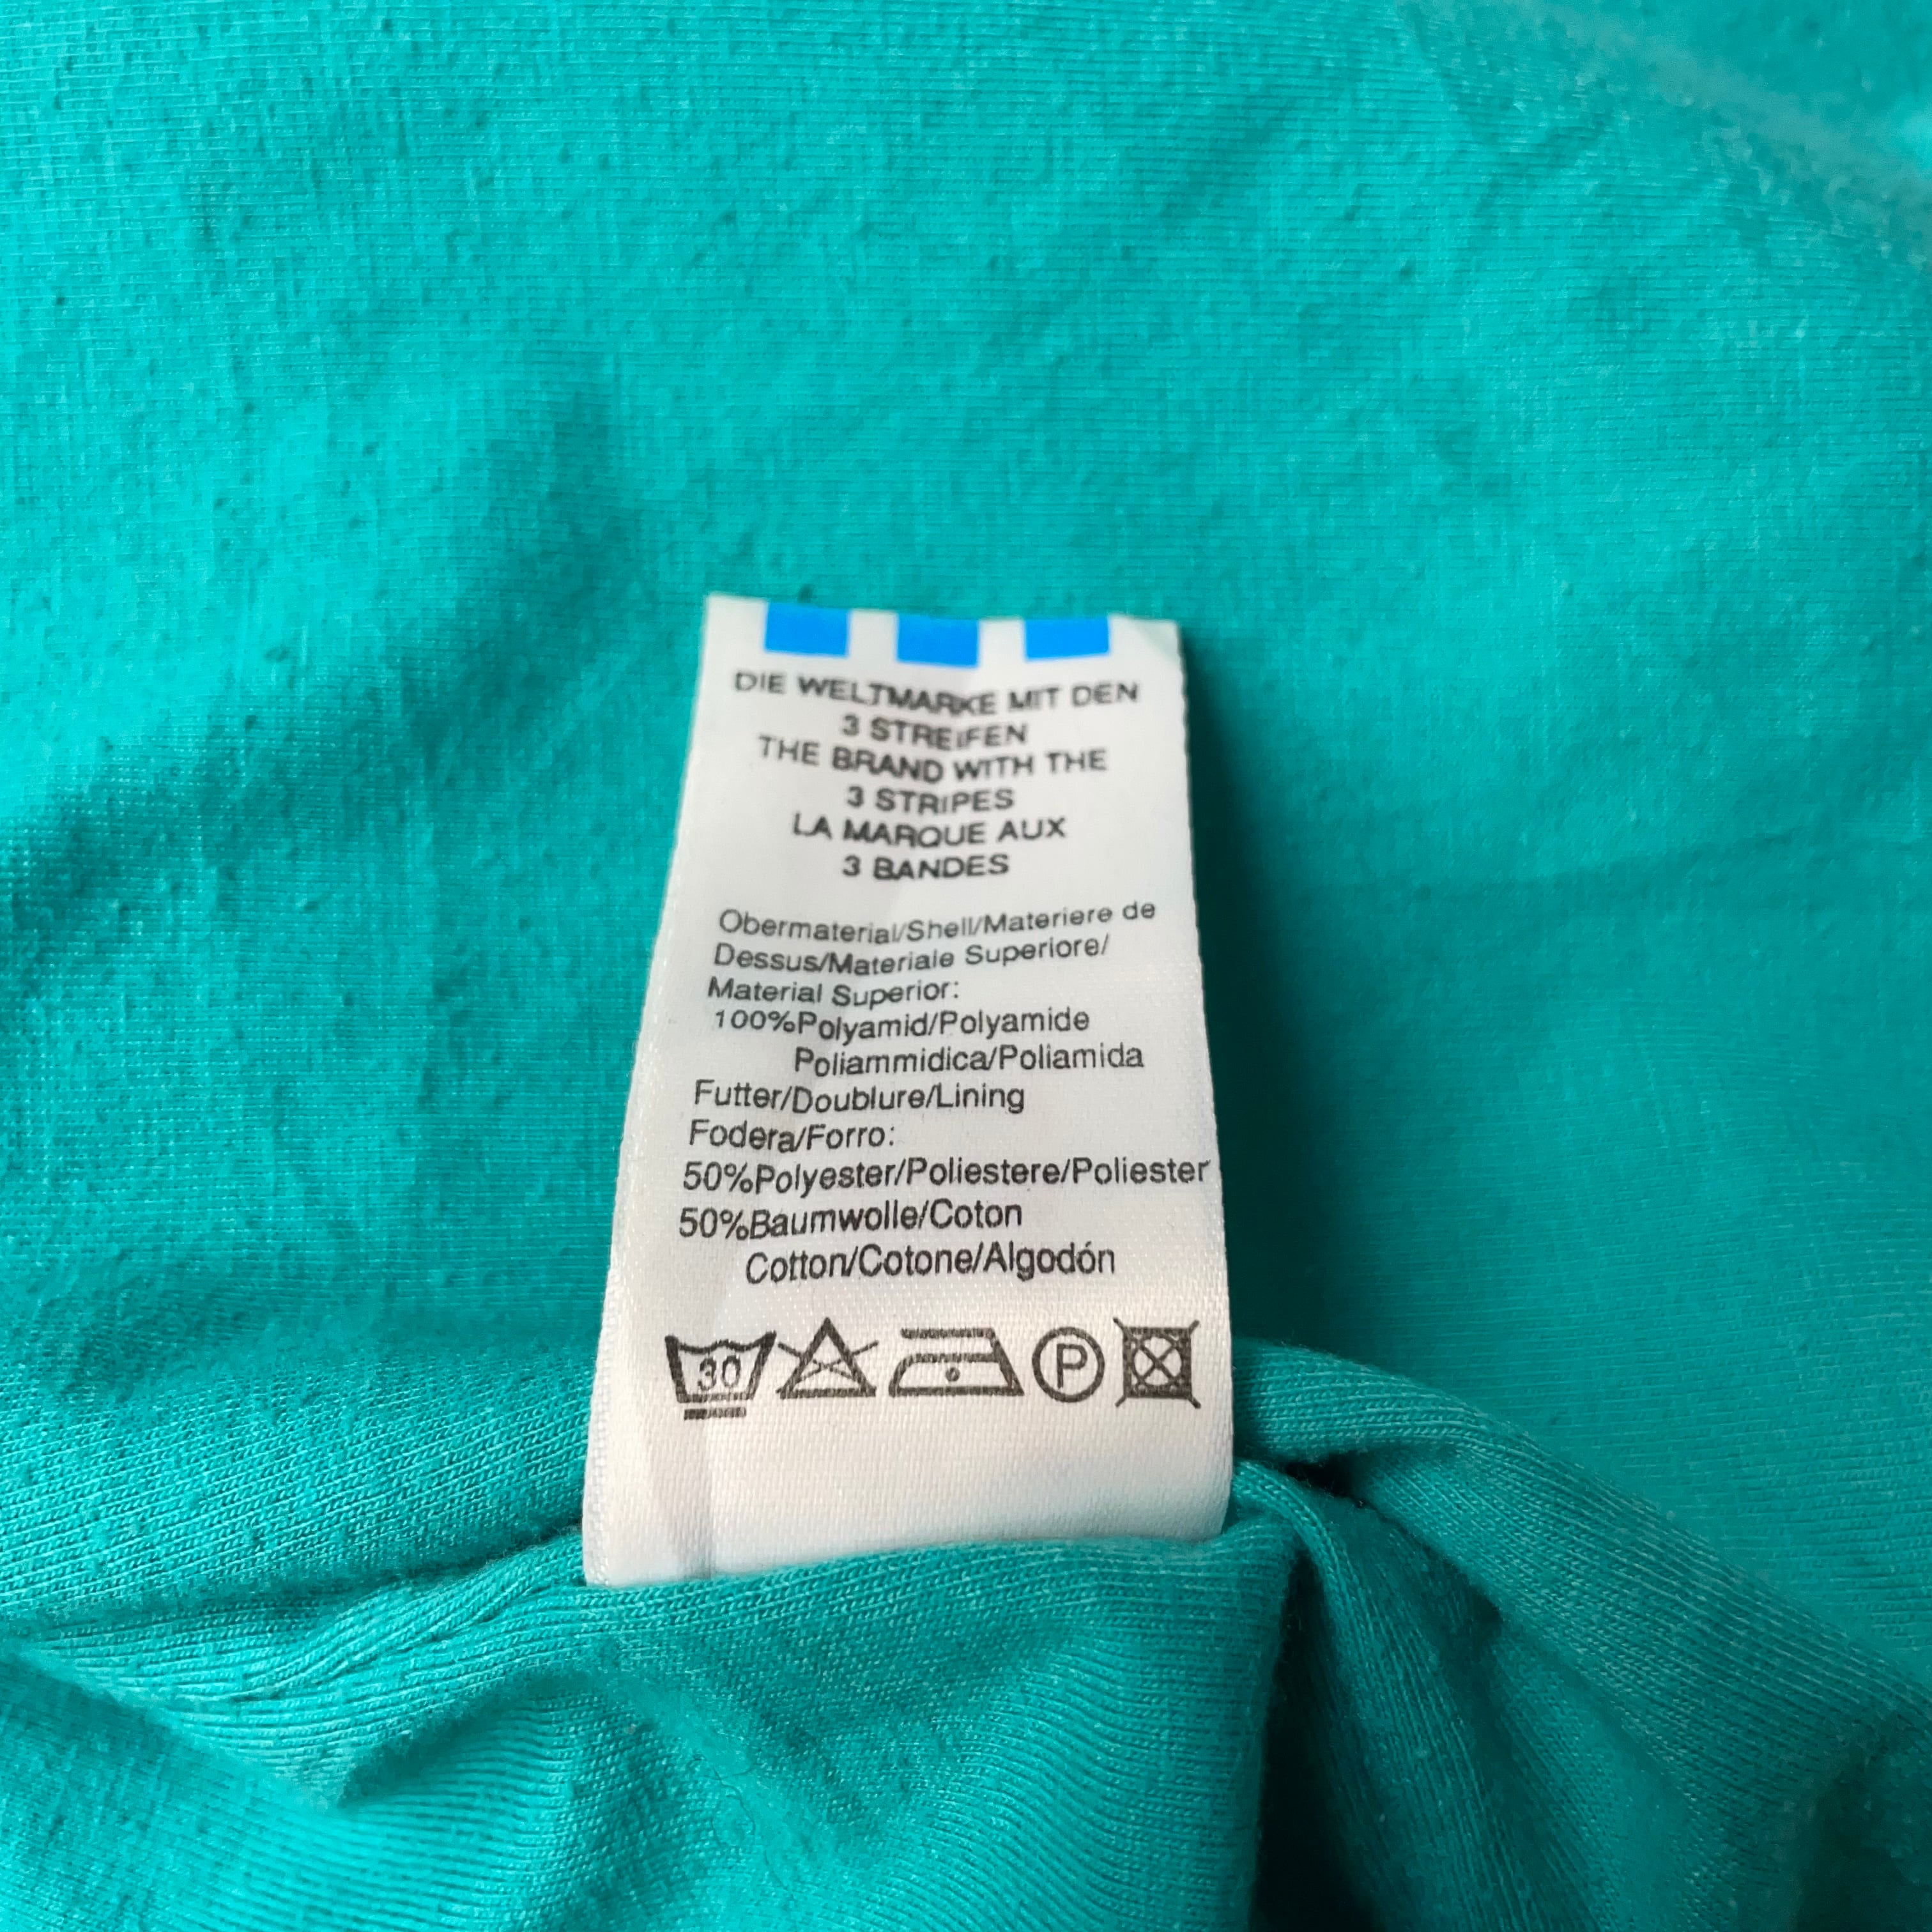 DIE WELTMARKE MIT DEN
3 STREIFEN
THE BRAND WITH THE
3 STRIPES
LA MARQUE AUX
3 BANDES
Obermaterial/Shell/Materiere de
Dessus/Materiale Superiore/
Material Superior:
100%Polyamid/Polyamide
Poliammidica/Poliamida
Futter/Doublure/Lining
Fodera/Forro:
50%Polyester/Poliestere/Poliester
50%Baumwolle/Coton
Cotton/Cotone/Algodón
30 P